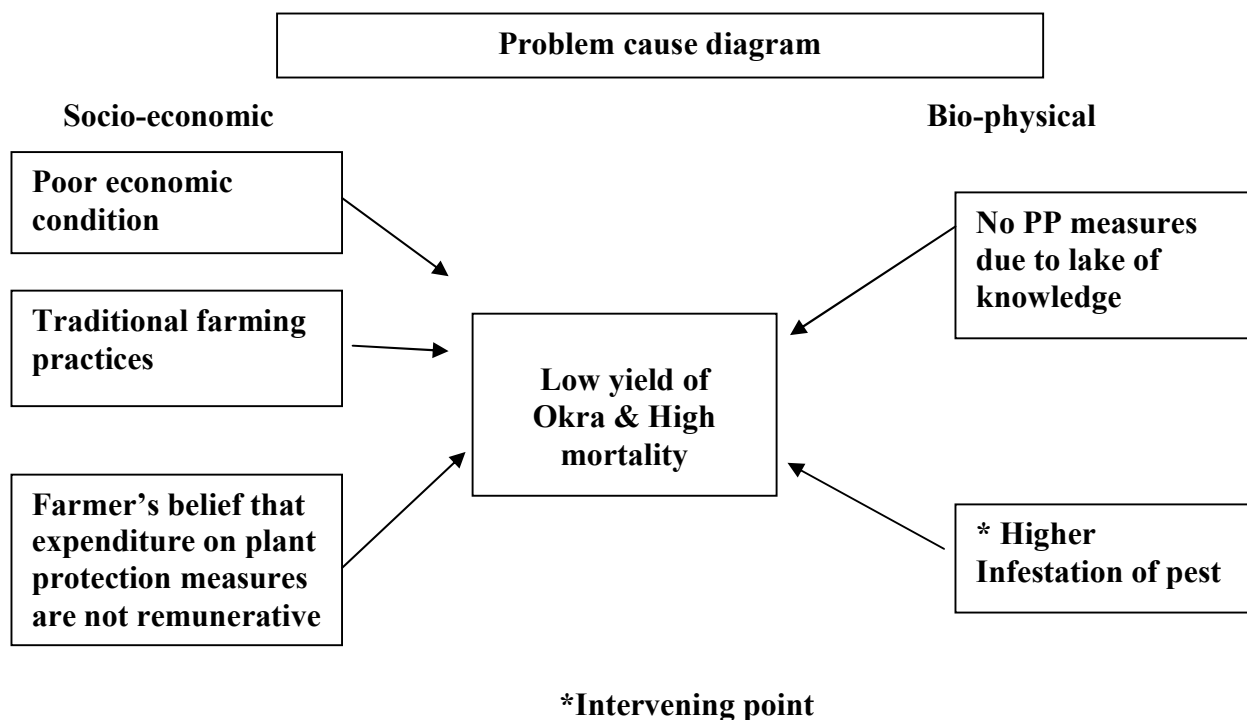 Problem cause diagram
Socio-economic
Bio-physical
Poor economic
condition
Traditional farming
practices
Farmer’s belief that
expenditure on plant
protection measures
are not remunerative
Low yield of
Okra & High
mortality
No PP measures
due to lake of
knowledge
* Higher
Infestation of pest
*Intervening point